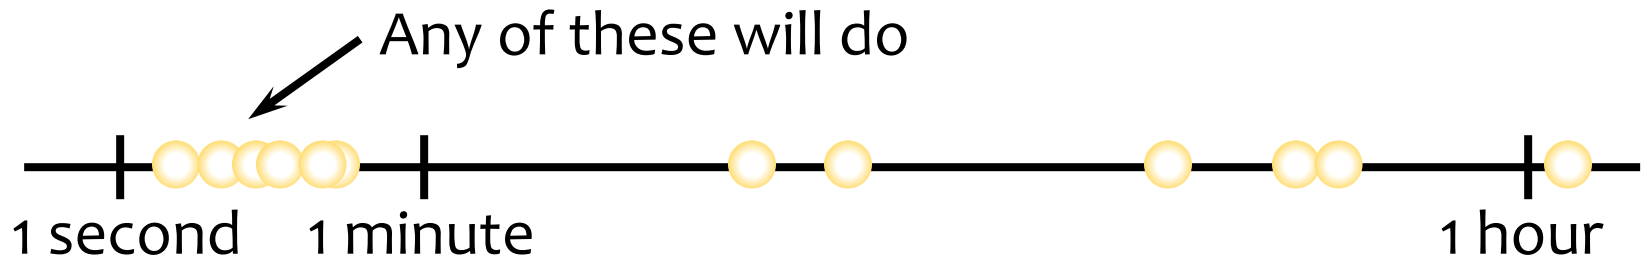 Any of these will do
1 second
1 minute
1 hour